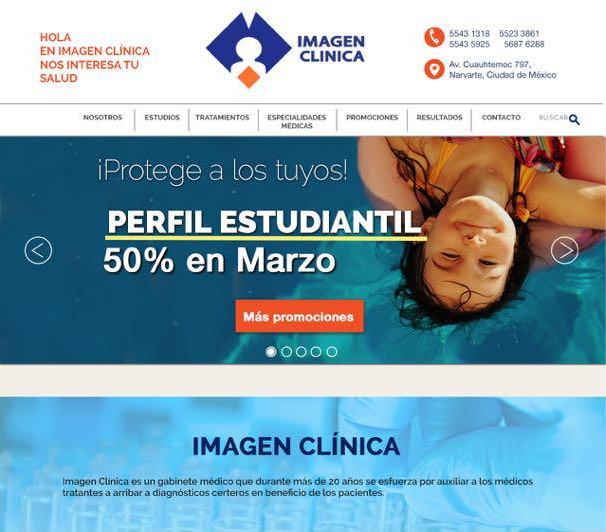 HOLA
EN IMAGEN CLÍNICA
NOS INTERESA TU
SALUD
IMAGEN
CLINICA
5543 1318 5523 3861
5543 5925 5687 6288
Av. Cuauhtemoc 797,
Narvarte, Ciudad de México
NOSOTROS
ESTUDIOS
TRATAMIENTOS
ESPECIALIDADES
MÉDICAS
PROMOCIONES
RESULTADOS
CONTACTO
BUSCAR
¡Protege a los tuyos!
PERFIL ESTUDIANTIL
50% en Marzo
Más promociones
IMAGEN CLÍNICA
Imagen Clínica es un gabinete médico que durante más de 20 años se esfuerza por auxiliar a los médicos
tratantes a arribar a diagnósticos certeros en beneficio de los pacientes.